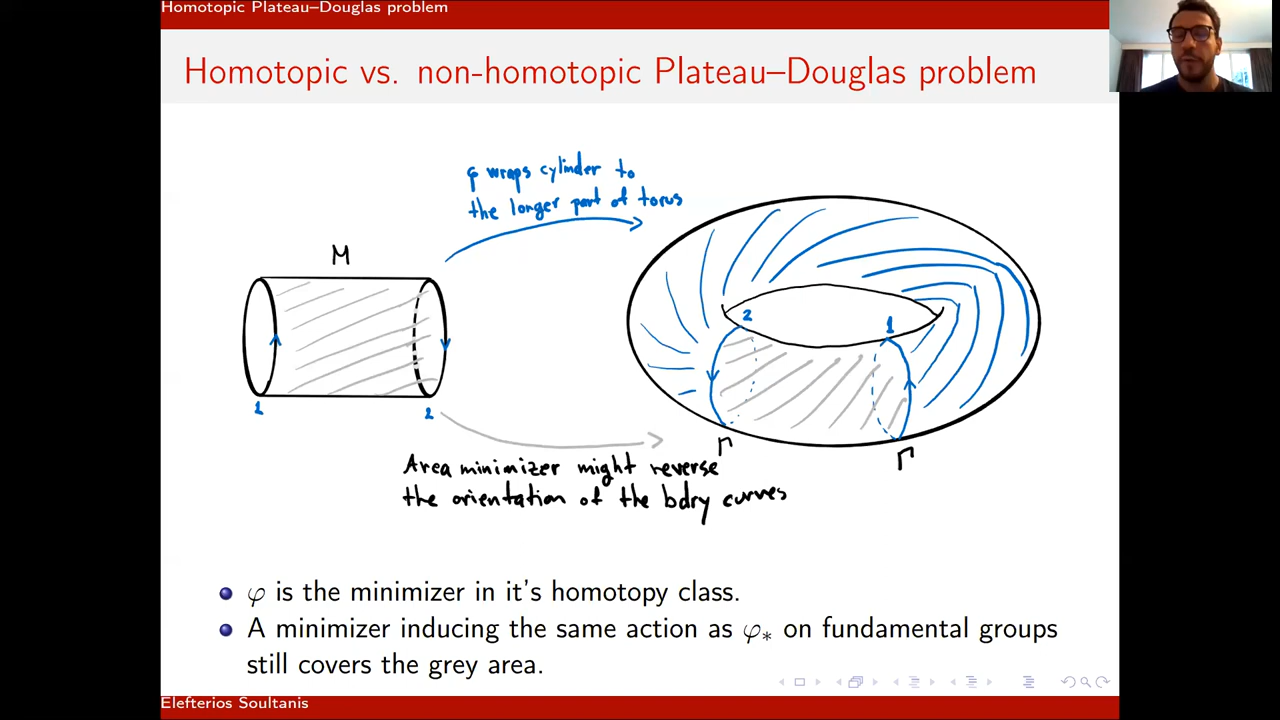 Homotopic Plateau–Douglas problem
Homotopic vs. non-homotopic Plateau–Douglas problem
φ wraps cylinder to
the longer part of torus
M
2
1
1
2
Γ
Γ
Area minimizer might reverse
the orientation of the bdry curves
φ is the minimizer in it's homotopy class.
A minimizer inducing the same action as φ∗ on fundamental groups
still covers the grey area.
Elefterios Soultanis